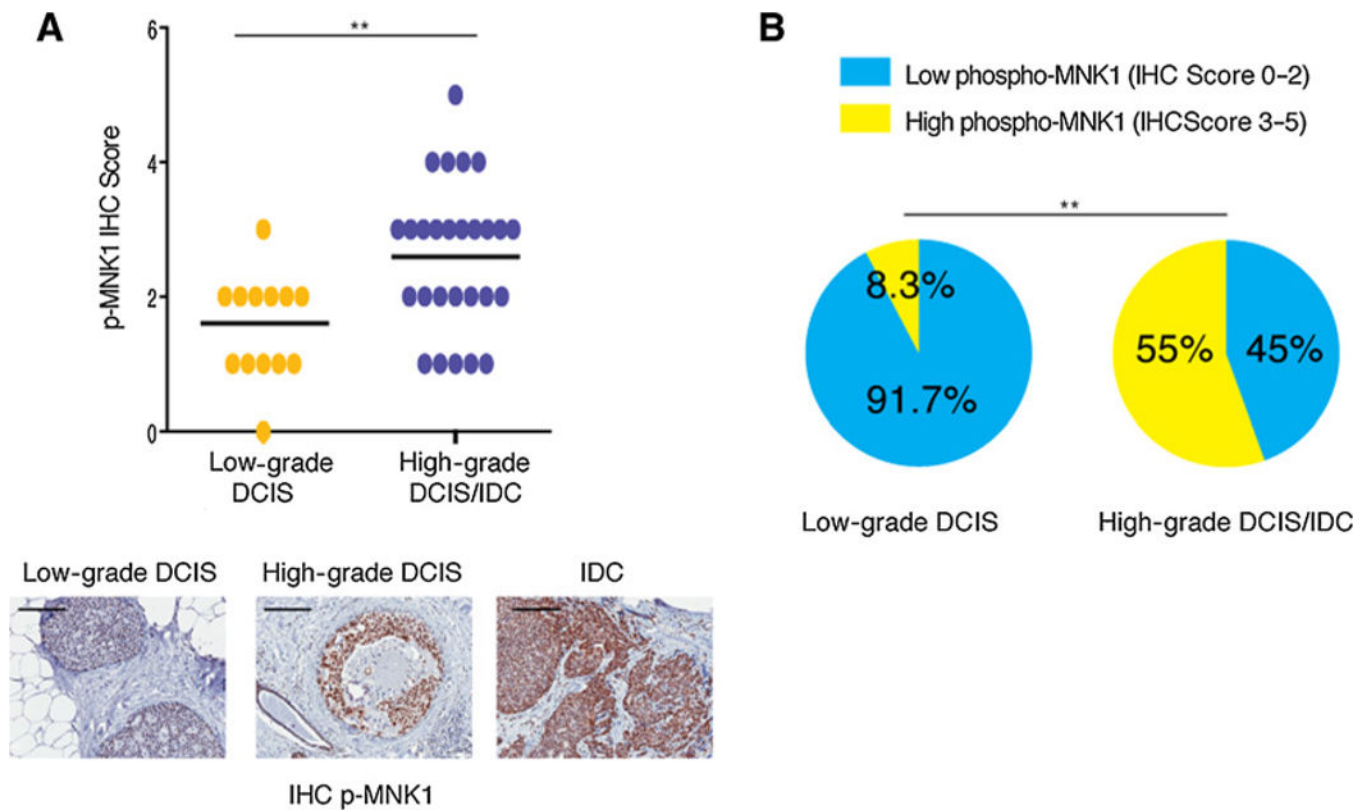 A
6
**
4
2
0
p-MNK1 IHC Score
Low-grade
DCIS
High-grade
DCIS/IDC
Low-grade DCIS
High-grade DCIS
IDC
IHC p-MNK1
B
Low phospho-MNK1 (IHC Score 0–2)
High phospho-MNK1 (IHCScore 3–5)
**
8.3%
91.7%
55%
45%
Low-grade DCIS
High-grade DCIS/IDC